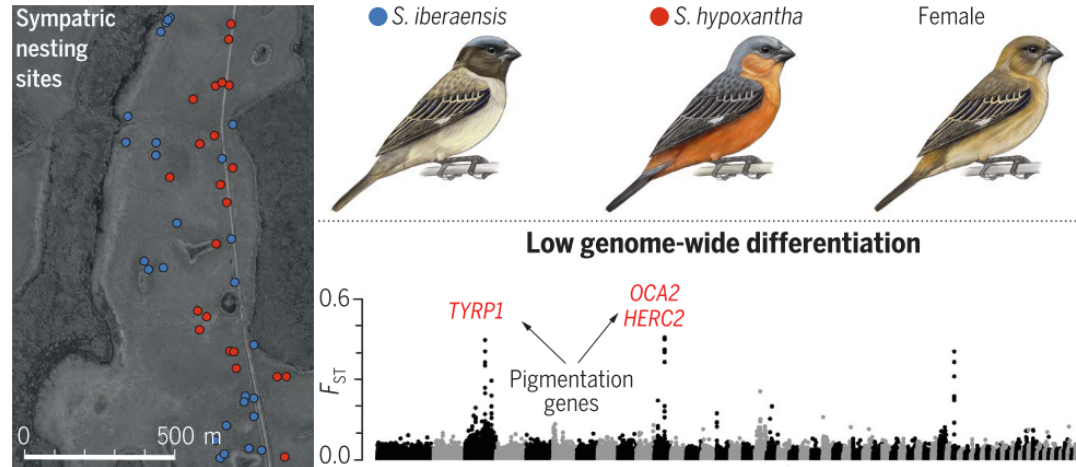 Sympatric
nesting
sites
0 500 m
S. iberaensis
S. hypoxantha
Female
Low genome-wide differentiation
0.6
FST
0.0
TYRP1
OCA2
HERC2
Pigmentation
genes